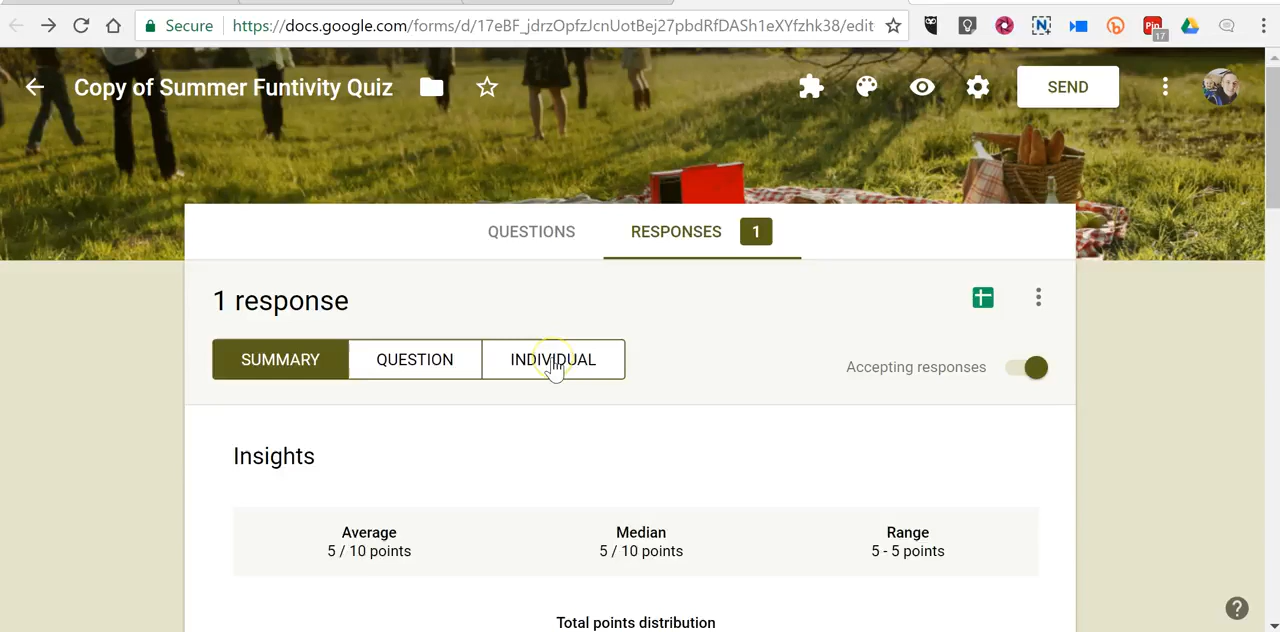 Secure https://docs.google.com/forms/d/17eBF_jdrzOpfzJcnUotBej27pbdRfDASh1eXYfzhk38/edit
Pin
17
Copy of Summer Funtivity Quiz
SEND
QUESTIONS RESPONSES 1
1 response
SUMMARY QUESTION INDIVIDUAL
Accepting responses
Insights
Average Median Range
5 / 10 points 5 / 10 points 5 - 5 points
Total points distribution